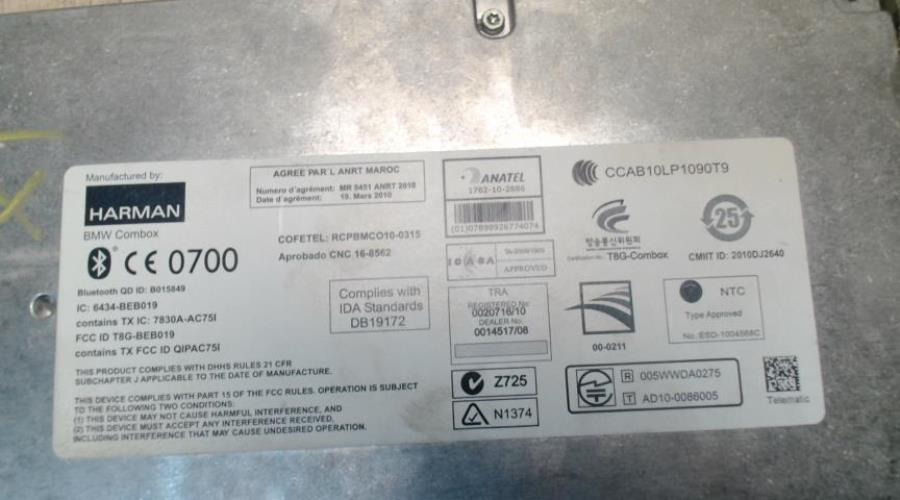 Manufactured by:
HARMAN
BMW Combox
CE 0700
Bluetooth QD ID: B015849
IC: 6434-BEB019
contains TX IC: 7830A-AC75I
FCC ID T8G-BEB019
contains TX FCC ID QIPAC75I
THIS PRODUCT COMPLIES WITH DHHS RULES 21 CFR
SUBCHAPTER J APPLICABLE TO THE DATE OF MANUFACTURE.
THIS DEVICE COMPLIES WITH PART 15 OF THE FCC RULES. OPERATION IS SUBJECT
TO THE FOLLOWING TWO CONDITIONS:
(1) THIS DEVICE MAY NOT CAUSE HARMFUL INTERFERENCE, AND
(2) THIS DEVICE MUST ACCEPT ANY INTERFERENCE RECEIVED,
INCLUDING INTERFERENCE THAT CAUSE UNDESIRED OPERATION.
AGREE PAR L ANRT MAROC
Numero d'agrément: MR 5451 ANRT 2010
Date d'agrément: 19. Mars 2010
COFETEL: RCPBMCO10-0315
Aprobado CNC 16-8562
Complies with
IDA Standards
DB19172
ANATEL
1762-10-2886
(01)07899926774074
ICASA
APPROVED
TRA
REGISTERED No:
0020716/10
DEALER No:
0014517/08
Z725
N1374
CCAB10LP1090T9
방송통신위원회
T8G-Combox
25
CMIIT ID: 2010DJ2640
00-0211
NTC
Type Approved
No.: ESD-1004568C
R 005WWDA0275
T AD10-0086005
Telematic